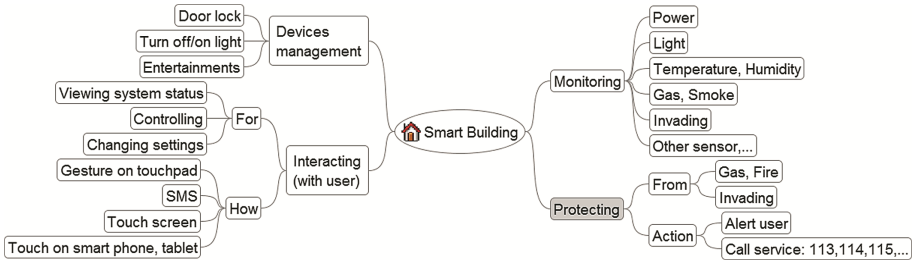 Smart Building
Devices
management
Door lock
Turn off/on light
Entertainments
Interacting
(with user)
For
Viewing system status
Controlling
Changing settings
How
Gesture on touchpad
SMS
Touch screen
Touch on smart phone, tablet
Monitoring
Power
Light
Temperature, Humidity
Gas, Smoke
Invading
Other sensor,...
Protecting
From
Gas, Fire
Invading
Action
Alert user
Call service: 113,114,115,...